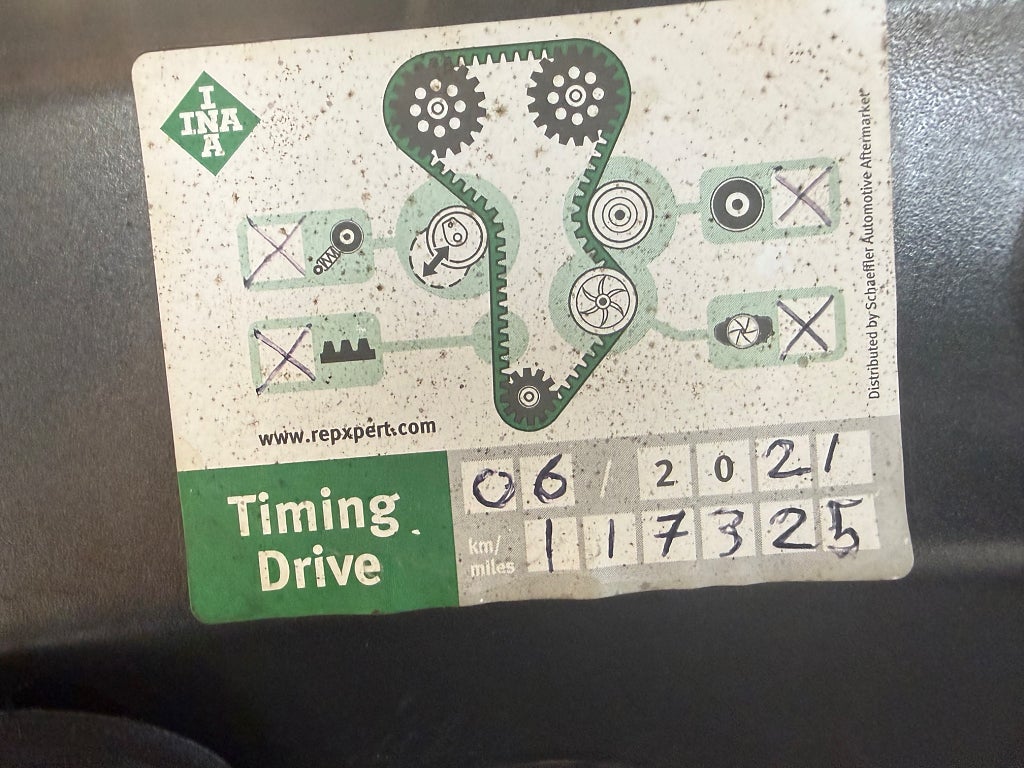 I
INA
A
Distributed by Schaeffler Automotive Aftermarket
www.repxpert.com
Timing
Drive
06 / 2021
km/
miles
117325